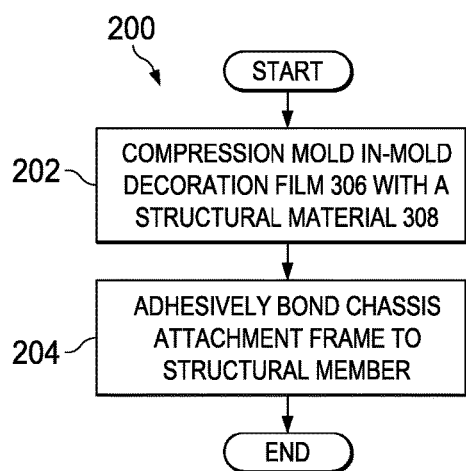 200
START
202
COMPRESSION MOLD IN-MOLD
DECORATION FILM 306 WITH A
STRUCTURAL MATERIAL 308
204
ADHESIVELY BOND CHASSIS
ATTACHMENT FRAME TO
STRUCTURAL MEMBER
END